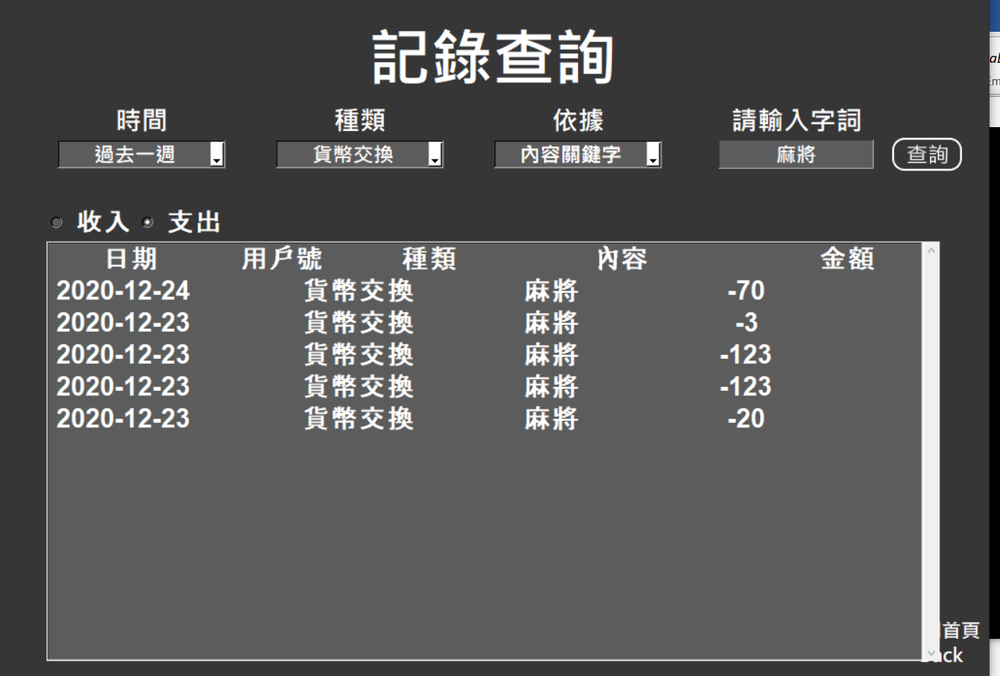 記錄查詢
時間 種類 依據 請輸入字詞
過去一週 貨幣交換 內容關鍵字 麻將 查詢
收入 支出
日期 用戶號 種類 內容 金額
2020-12-24 貨幣交換 麻將 -70
2020-12-23 貨幣交換 麻將 -3
2020-12-23 貨幣交換 麻將 -123
2020-12-23 貨幣交換 麻將 -123
2020-12-23 貨幣交換 麻將 -20
首頁